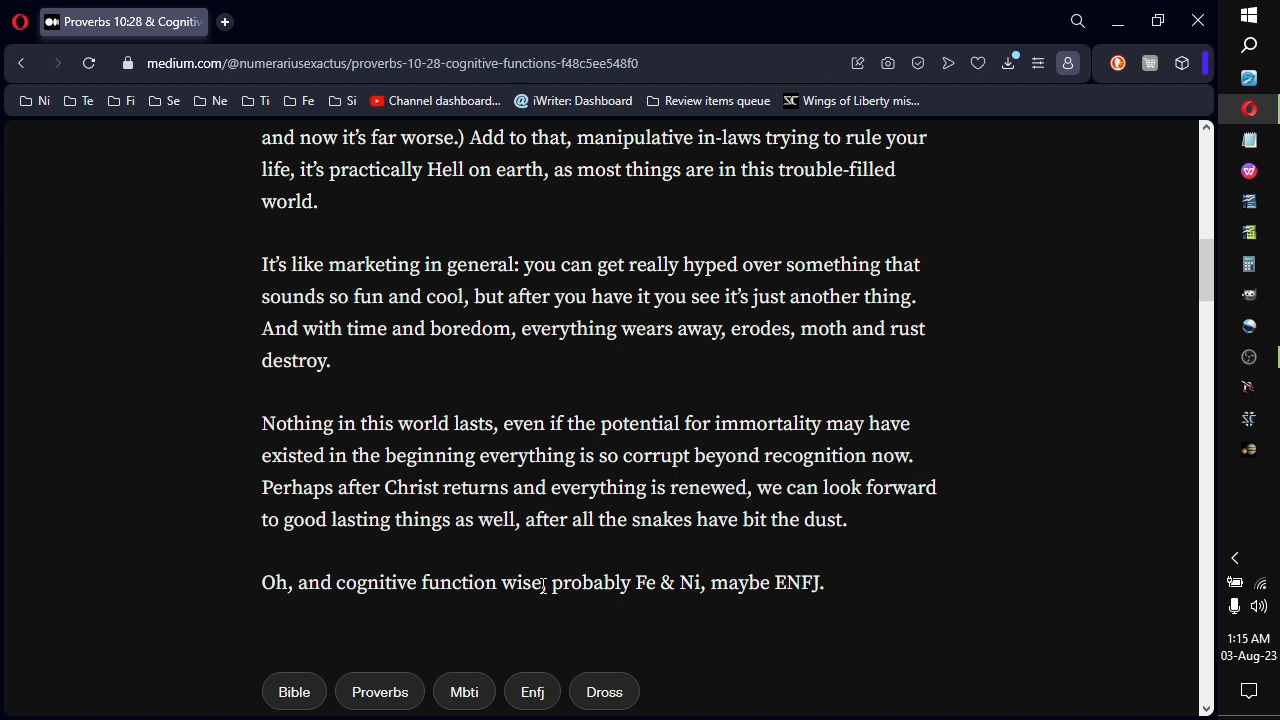 Proverbs 10:28 & Cognitiv
medium.com/@numerariusexactus/proverbs-10-28-cognitive-functions-f48c5ee548f0
Ni Te Fi Se Ne Ti Fe Si Channel dashboard... iWriter: Dashboard Review items queue Wings of Liberty mis...
and now it's far worse.) Add to that, manipulative in-laws trying to rule your
life, it's practically Hell on earth, as most things are in this trouble-filled
world.
It's like marketing in general: you can get really hyped over something that
sounds so fun and cool, but after you have it you see it's just another thing.
And with time and boredom, everything wears away, erodes, moth and rust
destroy.
Nothing in this world lasts, even if the potential for immortality may have
existed in the beginning everything is so corrupt beyond recognition now.
Perhaps after Christ returns and everything is renewed, we can look forward
to good lasting things as well, after all the snakes have bit the dust.
Oh, and cognitive function wise, probably Fe & Ni, maybe ENFJ.
Bible Proverbs Mbti Enfj Dross
1:15 AM
03-Aug-23